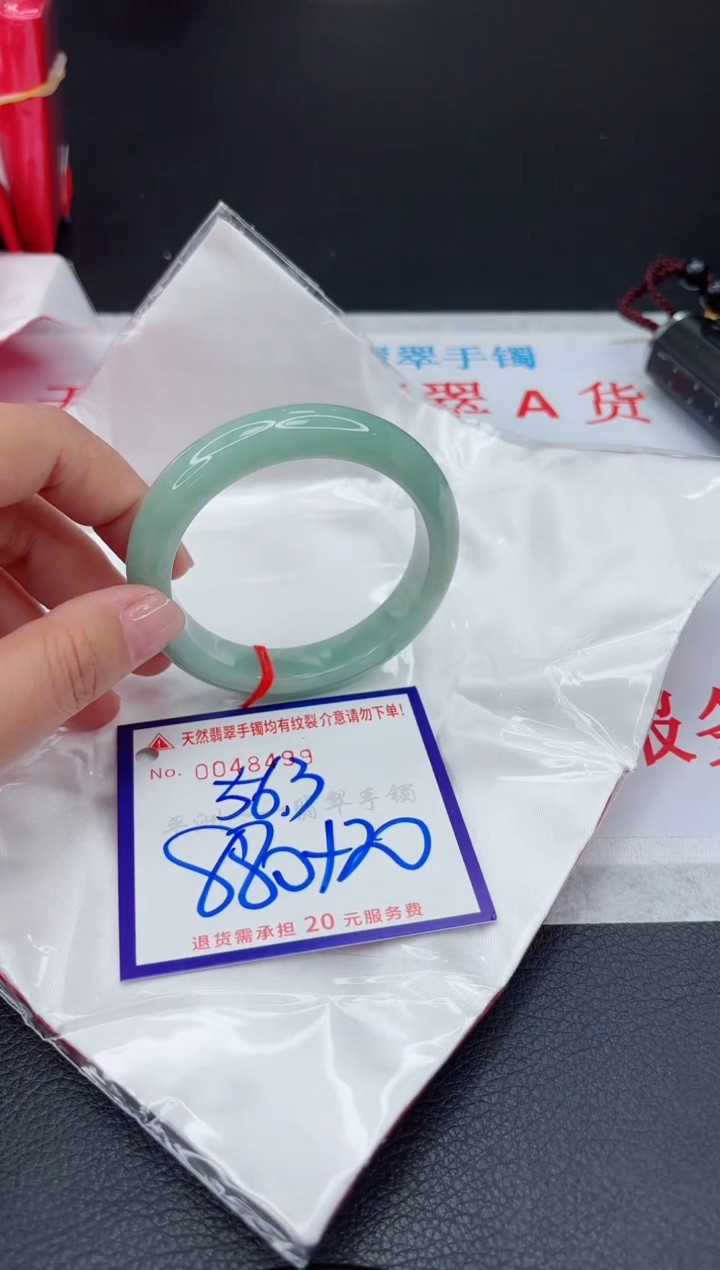 翠手镯
翠 A 货
天然翡翠手镯均有纹裂介意请勿下单!
No. 0048499
56.3
翡翠手镯
880+20
退货需承担 20 元服务费
服务